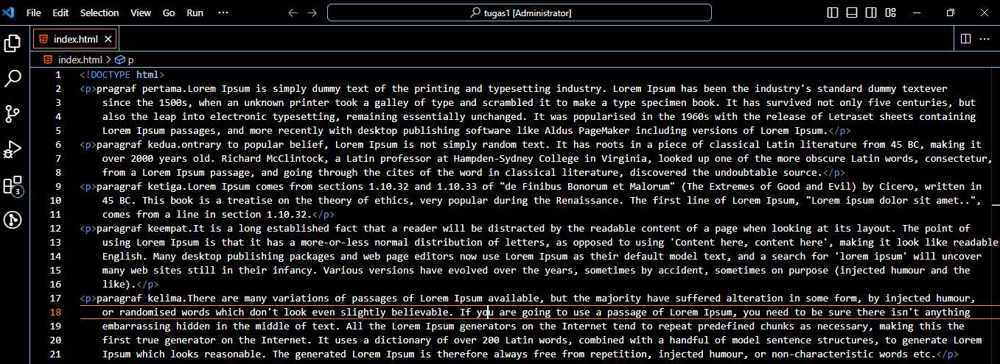 File Edit Selection View Go Run ··· ← → tugas1 [Administrator]
index.html
index.html > p
1 <!DOCTYPE html>
2 <p>pragraf pertama.Lorem Ipsum is simply dummy text of the printing and typesetting industry. Lorem Ipsum has been the industry's standard dummy textever
3 since the 1500s, when an unknown printer took a galley of type and scrambled it to make a type specimen book. It has survived not only five centuries, but
4 also the leap into electronic typesetting, remaining essentially unchanged. It was popularised in the 1960s with the release of Letraset sheets containing
5 Lorem Ipsum passages, and more recently with desktop publishing software like Aldus PageMaker including versions of Lorem Ipsum.</p>
6 <p>paragraf kedua.ontrary to popular belief, Lorem Ipsum is not simply random text. It has roots in a piece of classical Latin literature from 45 BC, making it
7 over 2000 years old. Richard McClintock, a Latin professor at Hampden-Sydney College in Virginia, looked up one of the more obscure Latin words, consectetur,
8 from a Lorem Ipsum passage, and going through the cites of the word in classical literature, discovered the undoubtable source.</p>
9 <p>paragraf ketiga.Lorem Ipsum comes from sections 1.10.32 and 1.10.33 of "de Finibus Bonorum et Malorum" (The Extremes of Good and Evil) by Cicero, written in
10 45 BC. This book is a treatise on the theory of ethics, very popular during the Renaissance. The first line of Lorem Ipsum, "Lorem ipsum dolor sit amet..",
11 comes from a line in section 1.10.32.</p>
12 <p>paragraf keempat.It is a long established fact that a reader will be distracted by the readable content of a page when looking at its layout. The point of
13 using Lorem Ipsum is that it has a more-or-less normal distribution of letters, as opposed to using 'Content here, content here', making it look like readable
14 English. Many desktop publishing packages and web page editors now use Lorem Ipsum as their default model text, and a search for 'lorem ipsum' will uncover
15 many web sites still in their infancy. Various versions have evolved over the years, sometimes by accident, sometimes on purpose (injected humour and the
16 like).</p>
17 <p>paragraf kelima.There are many variations of passages of Lorem Ipsum available, but the majority have suffered alteration in some form, by injected humour,
18 or randomised words which don't look even slightly believable. If you are going to use a passage of Lorem Ipsum, you need to be sure there isn't anything
19 embarrassing hidden in the middle of text. All the Lorem Ipsum generators on the Internet tend to repeat predefined chunks as necessary, making this the
20 first true generator on the Internet. It uses a dictionary of over 200 Latin words, combined with a handful of model sentence structures, to generate Lorem
21 Ipsum which looks reasonable. The generated Lorem Ipsum is therefore always free from repetition, injected humour, or non-characteristic words etc.</p>
3